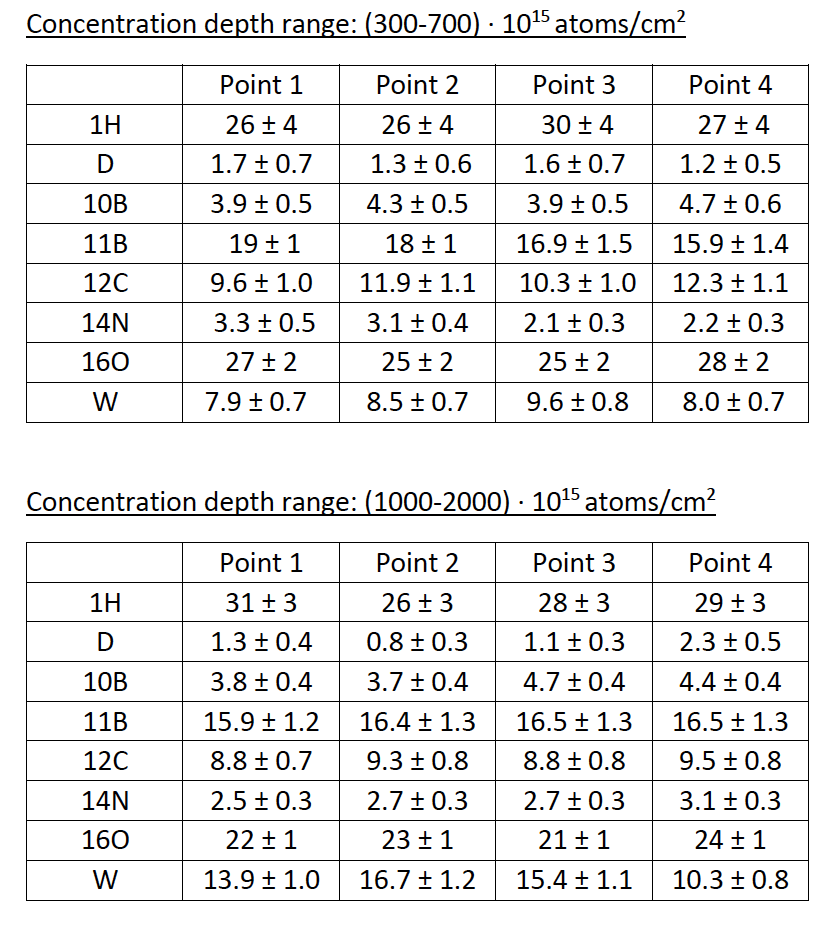 Concentration depth range: (300-700) · 10¹⁵ atoms/cm²
Point 1 Point 2 Point 3 Point 4
1H 26 ± 4 26 ± 4 30 ± 4 27 ± 4
D 1.7 ± 0.7 1.3 ± 0.6 1.6 ± 0.7 1.2 ± 0.5
10B 3.9 ± 0.5 4.3 ± 0.5 3.9 ± 0.5 4.7 ± 0.6
11B 19 ± 1 18 ± 1 16.9 ± 1.5 15.9 ± 1.4
12C 9.6 ± 1.0 11.9 ± 1.1 10.3 ± 1.0 12.3 ± 1.1
14N 3.3 ± 0.5 3.1 ± 0.4 2.1 ± 0.3 2.2 ± 0.3
16O 27 ± 2 25 ± 2 25 ± 2 28 ± 2
W 7.9 ± 0.7 8.5 ± 0.7 9.6 ± 0.8 8.0 ± 0.7
Concentration depth range: (1000-2000) · 10¹⁵ atoms/cm²
Point 1 Point 2 Point 3 Point 4
1H 31 ± 3 26 ± 3 28 ± 3 29 ± 3
D 1.3 ± 0.4 0.8 ± 0.3 1.1 ± 0.3 2.3 ± 0.5
10B 3.8 ± 0.4 3.7 ± 0.4 4.7 ± 0.4 4.4 ± 0.4
11B 15.9 ± 1.2 16.4 ± 1.3 16.5 ± 1.3 16.5 ± 1.3
12C 8.8 ± 0.7 9.3 ± 0.8 8.8 ± 0.8 9.5 ± 0.8
14N 2.5 ± 0.3 2.7 ± 0.3 2.7 ± 0.3 3.1 ± 0.3
16O 22 ± 1 23 ± 1 21 ± 1 24 ± 1
W 13.9 ± 1.0 16.7 ± 1.2 15.4 ± 1.1 10.3 ± 0.8